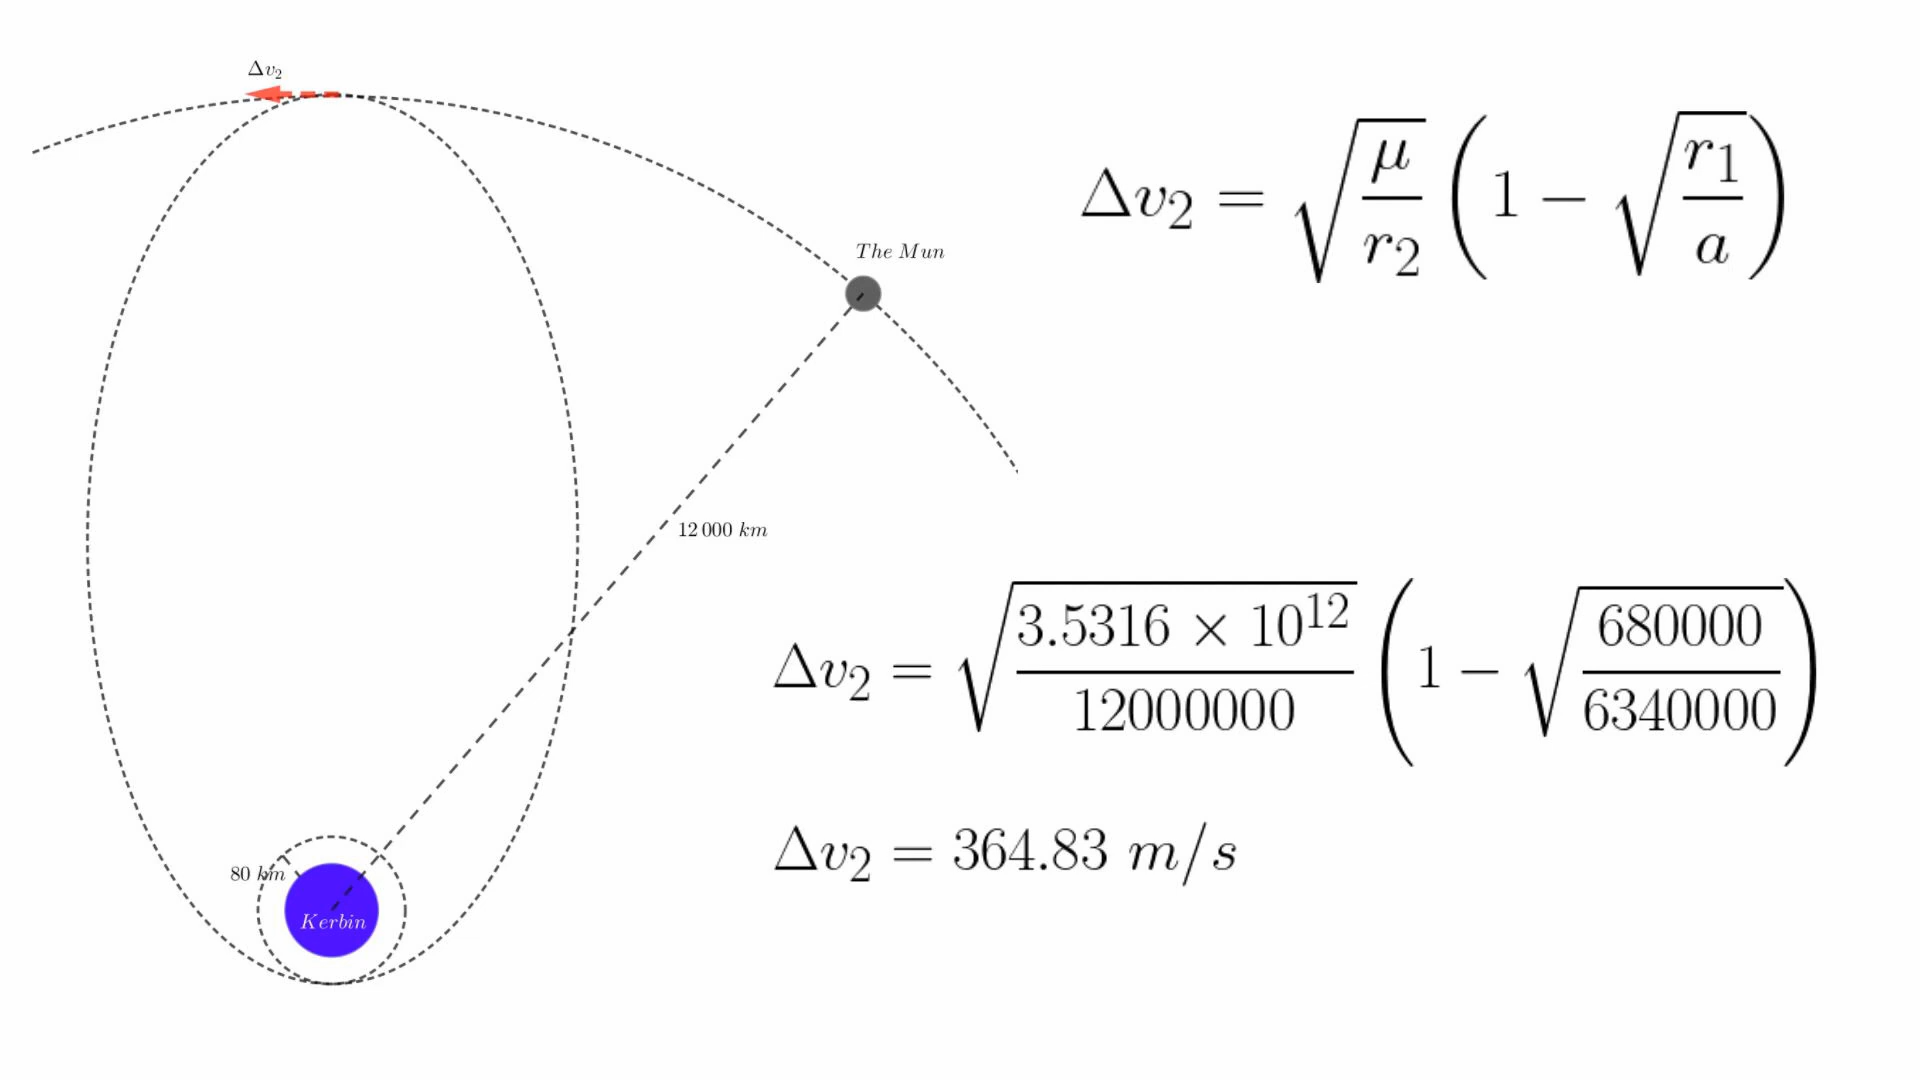 Δv₂
The Mun
12 000 km
80 km
Kerbin
Δv₂ = √(μ/r₂) (1 − √(r₁/a))
Δv₂ = √(3.5316 × 10¹²/12000000) (1 − √(680000/6340000))
Δv₂ = 364.83 m/s